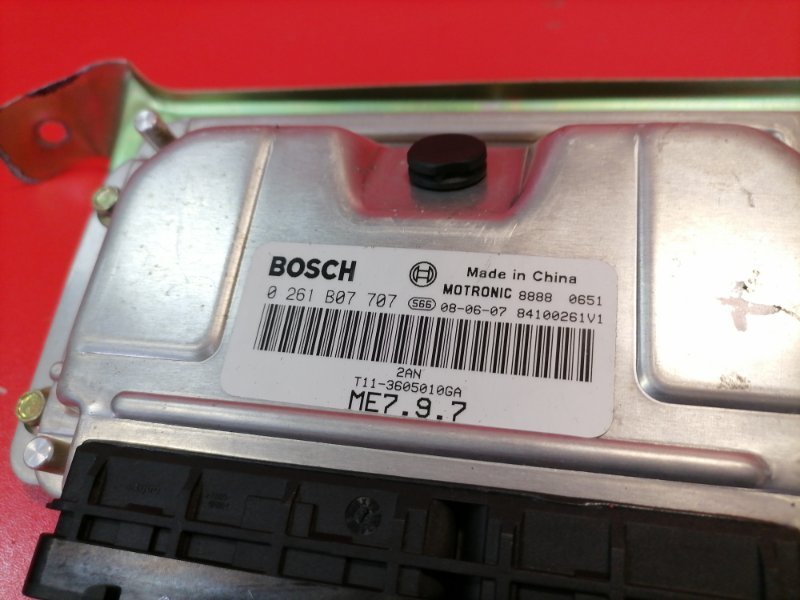 BOSCH Made in China
MOTRONIC 8888 0651
0 261 B07 707 S66 08-06-07 84100261V1
2AN
T11-3605010GA
ME7.9.7